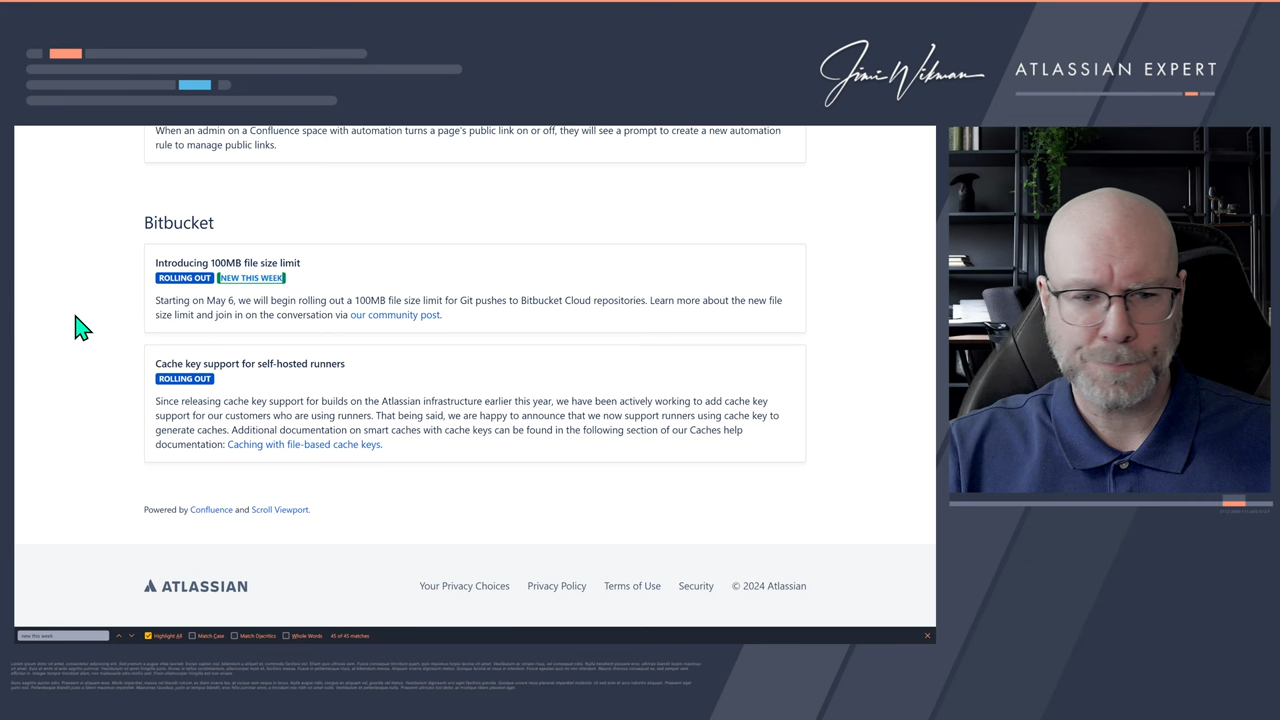 Jimi Wikman
ATLASSIAN EXPERT
When an admin on a Confluence space with automation turns a page's public link on or off, they will see a prompt to create a new automation
rule to manage public links.
Bitbucket
Introducing 100MB file size limit
ROLLING OUT NEW THIS WEEK
Starting on May 6, we will begin rolling out a 100MB file size limit for Git pushes to Bitbucket Cloud repositories. Learn more about the new file
size limit and join in on the conversation via our community post.
Cache key support for self-hosted runners
ROLLING OUT
Since releasing cache key support for builds on the Atlassian infrastructure earlier this year, we have been actively working to add cache key
support for our customers who are using runners. That being said, we are happy to announce that we now support runners using cache key to
generate caches. Additional documentation on smart caches with cache keys can be found in the following section of our Caches help
documentation: Caching with file-based cache keys.
Powered by Confluence and Scroll Viewport.
ATLASSIAN
Your Privacy Choices Privacy Policy Terms of Use Security © 2024 Atlassian
new this week Highlight All Match Case Match Diacritics Whole Words 45 of 45 matches